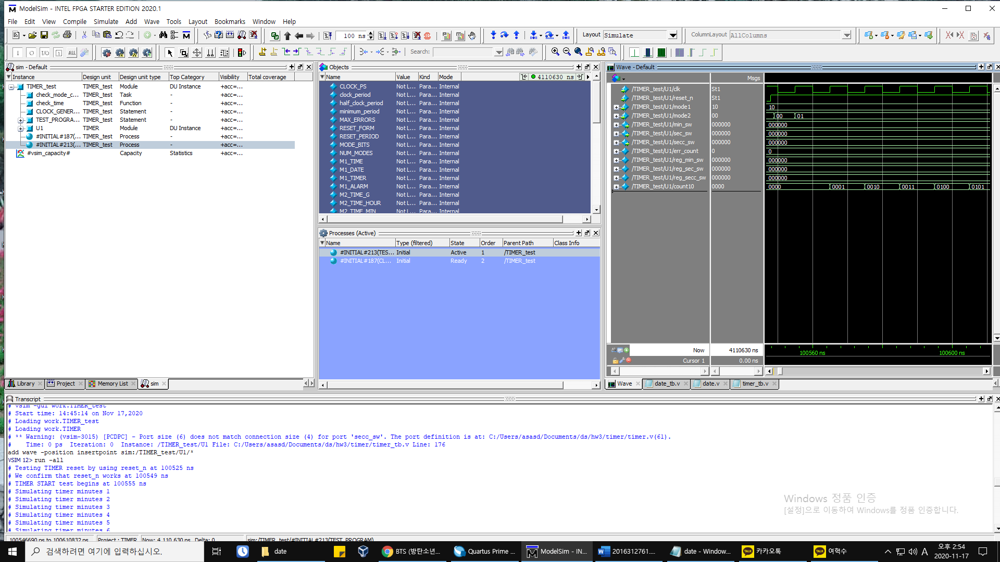 ModelSim - INTEL FPGA STARTER EDITION 2020.1
File Edit View Compile Simulate Add Wave Tools Layout Bookmarks Window Help
100 ns
Layout Simulate
ColumnLayout AllColumns
Search:
sim - Default
Instance Design unit Design unit type Top Category Visibility Total coverage
TIMER_test TIMER_test Module DU Instance +acc=...
check_mode_c... TIMER_test Task - +acc=...
check_time TIMER_test Function - +acc=...
CLOCK_GENER... TIMER_test Statement - +acc=...
TEST_PROGRA... TIMER_test Statement - +acc=...
U1 TIMER Module DU Instance +acc=...
#INITIAL#187(... TIMER_test Process - +acc=...
#INITIAL#213(... TIMER_test Process - +acc=...
#vsim_capacity# Capacity Statistics +acc=...
Library Project Memory List sim
Objects
Name Value Kind Mode 4110630 ns
CLOCK_PS Not L... Para... Internal
clock_period Not L... Para... Internal
half_clock_period Not L... Para... Internal
minimum_period Not L... Para... Internal
MAX_ERRORS Not L... Para... Internal
RESET_FORM Not L... Para... Internal
RESET_PERIOD Not L... Para... Internal
MODE_BITS Not L... Para... Internal
NUM_MODES Not L... Para... Internal
M1_TIME Not L... Para... Internal
M1_DATE Not L... Para... Internal
M1_TIMER Not L... Para... Internal
M1_ALARM Not L... Para... Internal
M2_TIME_G Not L... Para... Internal
M2_TIME_HOUR Not L... Para... Internal
M2_TIME_MIN Not L... Para... Internal
Processes (Active)
Name Type (filtered) State Order Parent Path Class Info
#INITIAL#213(TES... Initial Active 1 /TIMER_test
#INITIAL#187(CL... Initial Ready 2 /TIMER_test
Wave - Default
Msgs
/TIMER_test/U1/clk St1
/TIMER_test/U1/reset_n St1
/TIMER_test/U1/mode1 10 10
/TIMER_test/U1/mode2 00 00 01
/TIMER_test/U1/min_sw 000000 000000
/TIMER_test/U1/sec_sw 000000 000000
/TIMER_test/U1/secc_sw 000000 000000
/TIMER_test/U1/err_count 0 0
/TIMER_test/U1/reg_min_sw 000000 000000
/TIMER_test/U1/reg_sec_sw 000000 000000
/TIMER_test/U1/reg_secc_sw 000000 000000
/TIMER_test/U1/count10 0000 0000 0001 0010 0011 0100 0101
Now 4110630 ns 100560 ns 100600 ns
Cursor 1 0.00 ns
Wave date_tb.v date.v timer_tb.v
Transcript
# vsim -gui work.TIMER_test
# Start time: 14:45:14 on Nov 17,2020
# Loading work.TIMER_test
# Loading work.TIMER
# ** Warning: (vsim-3015) [PCDPC] - Port size (6) does not match connection size (4) for port 'secc_sw'. The port definition is at: C:/Users/asasd/Documents/ds/hw3/timer/timer.v(61).
#    Time: 0 ps  Iteration: 0  Instance: /TIMER_test/U1 File: C:/Users/asasd/Documents/ds/hw3/timer/timer_tb.v Line: 176
add wave -position insertpoint sim:/TIMER_test/U1/*
VSIM 12> run -all
# Testing TIMER reset by using reset_n at 100525 ns
# We confirm that reset_n works at 100549 ns
# TIMER START test begins at 100555 ns
# Simulating timer minutes 1
# Simulating timer minutes 2
# Simulating timer minutes 3
# Simulating timer minutes 4
# Simulating timer minutes 5
# Simulating timer minutes 6
Windows 정품 인증
[설정]으로 이동하여 Windows를 정품 인증합니다.
100546690 ps to 100610832 ps Project : TIMER Now: 4,110,630 ns Delta: 0 sim:/TIMER_test/#INITIAL#213(TEST_PROGRAM)
검색하려면 여기에 입력하십시오. date BTS (방탄소년... Quartus Prime ... ModelSim - IN... 2016312761.... date - Window... 카카오톡 여혁수 A 오후 2:54
2020-11-17